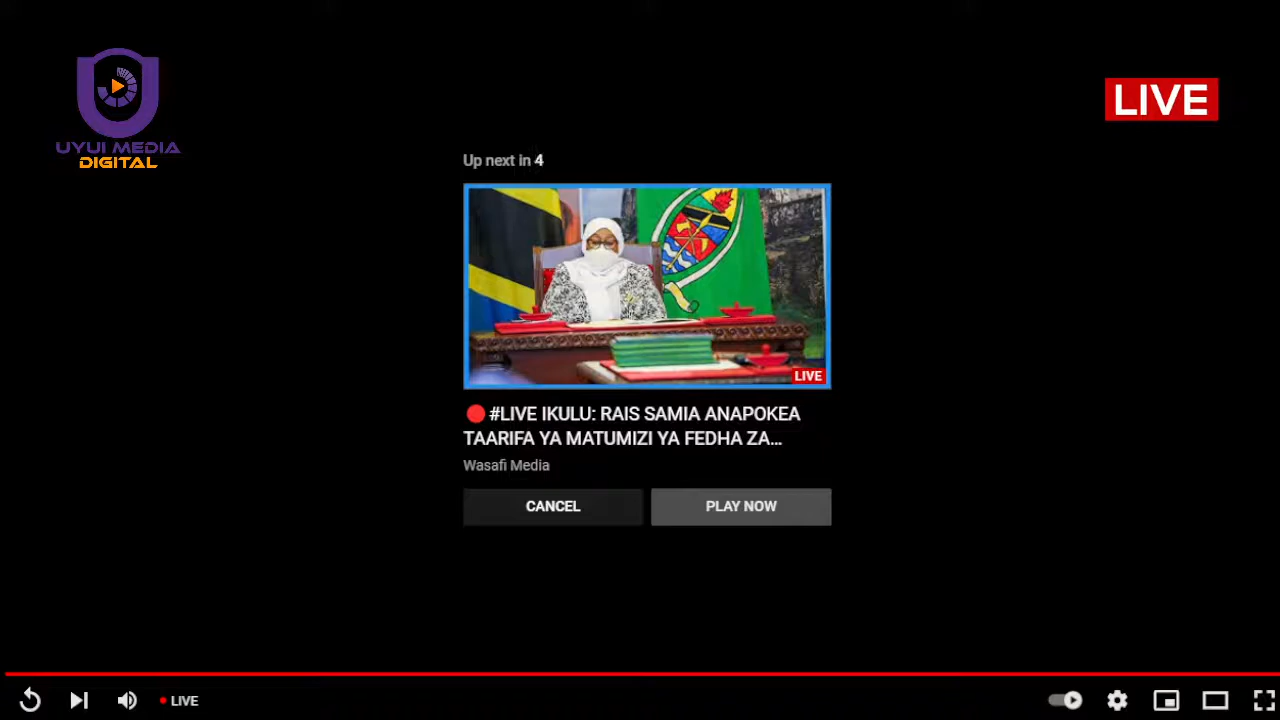 UYUI MEDIA
DIGITAL
LIVE
Up next in 4
LIVE
#LIVE IKULU: RAIS SAMIA ANAPOKEA
TAARIFA YA MATUMIZI YA FEDHA ZA...
Wasafi Media
CANCEL
PLAY NOW
LIVE